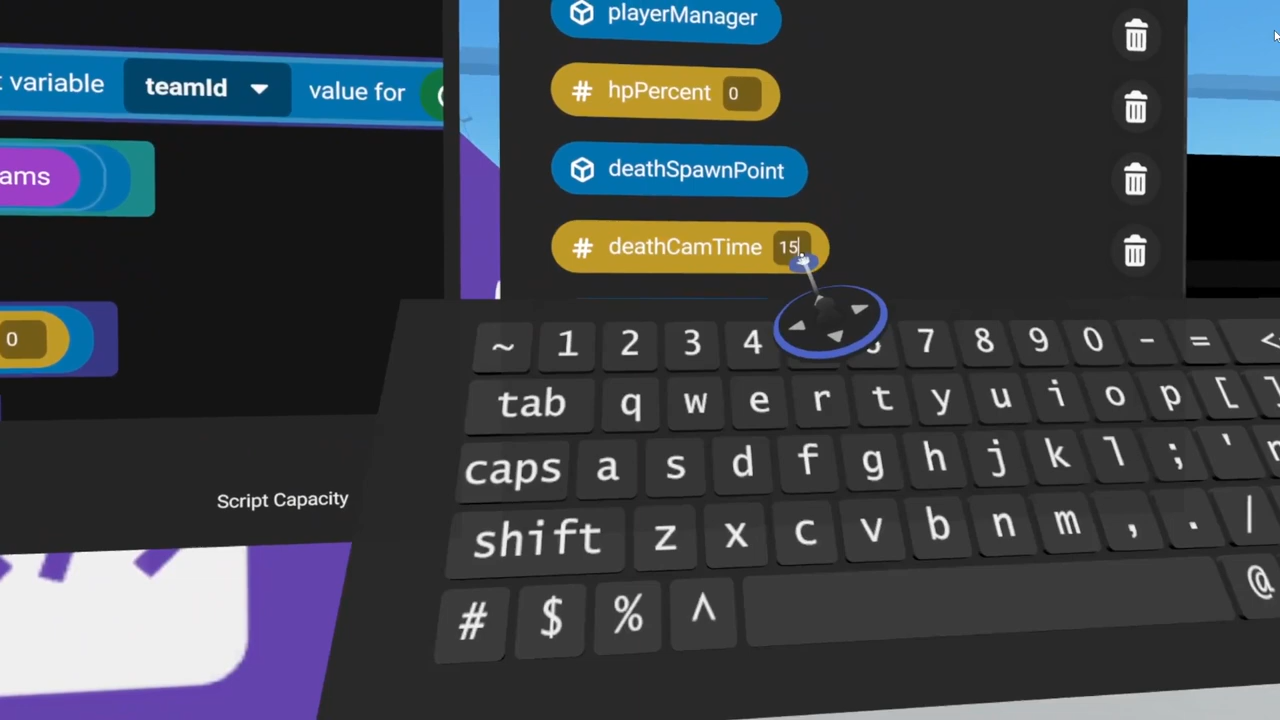 playerManager
t variable teamId value for
hpPercent 0
ams
deathSpawnPoint
# deathCamTime 15
0
Script Capacity
~ 1 2 3 4 7 8 9 0 - = <
tab q w e r t y u i o p [ ]
caps a s d f g h j k l ; '
shift z x c v b n m , . /
# $ % ^ @